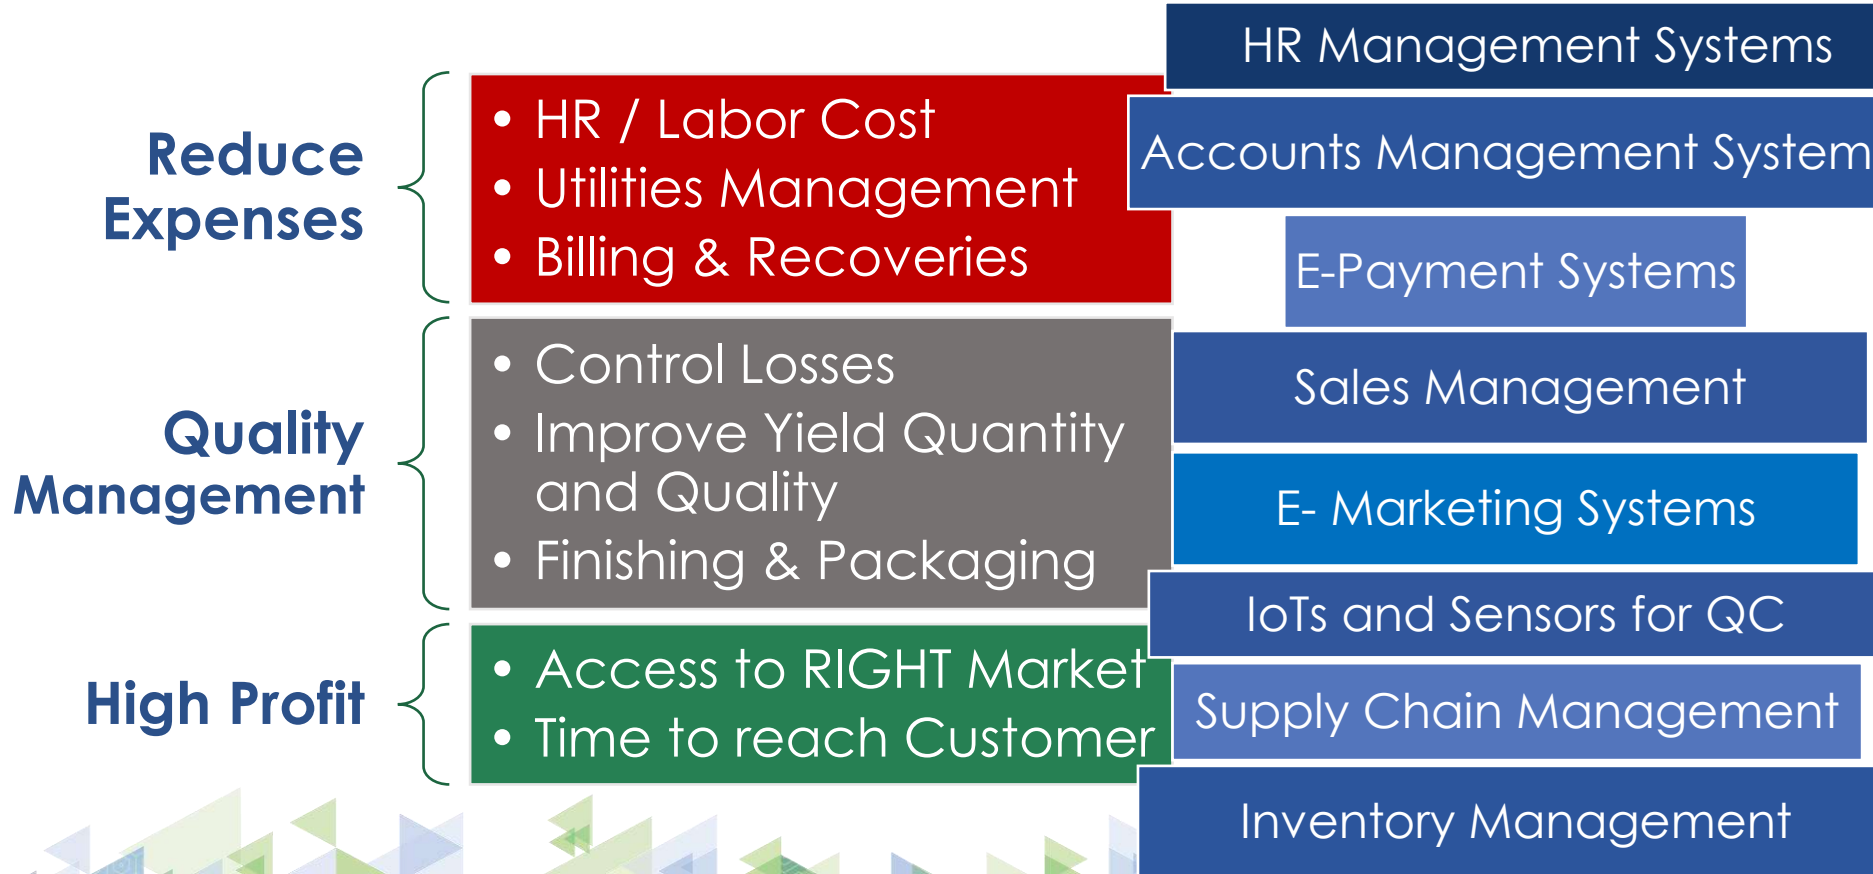 Reduce
Expenses
• HR / Labor Cost
• Utilities Management
• Billing & Recoveries
Quality
Management
• Control Losses
• Improve Yield Quantity
and Quality
• Finishing & Packaging
High Profit
• Access to RIGHT Market
• Time to reach Customer
HR Management Systems
Accounts Management System
E-Payment Systems
Sales Management
E- Marketing Systems
IoTs and Sensors for QC
Supply Chain Management
Inventory Management